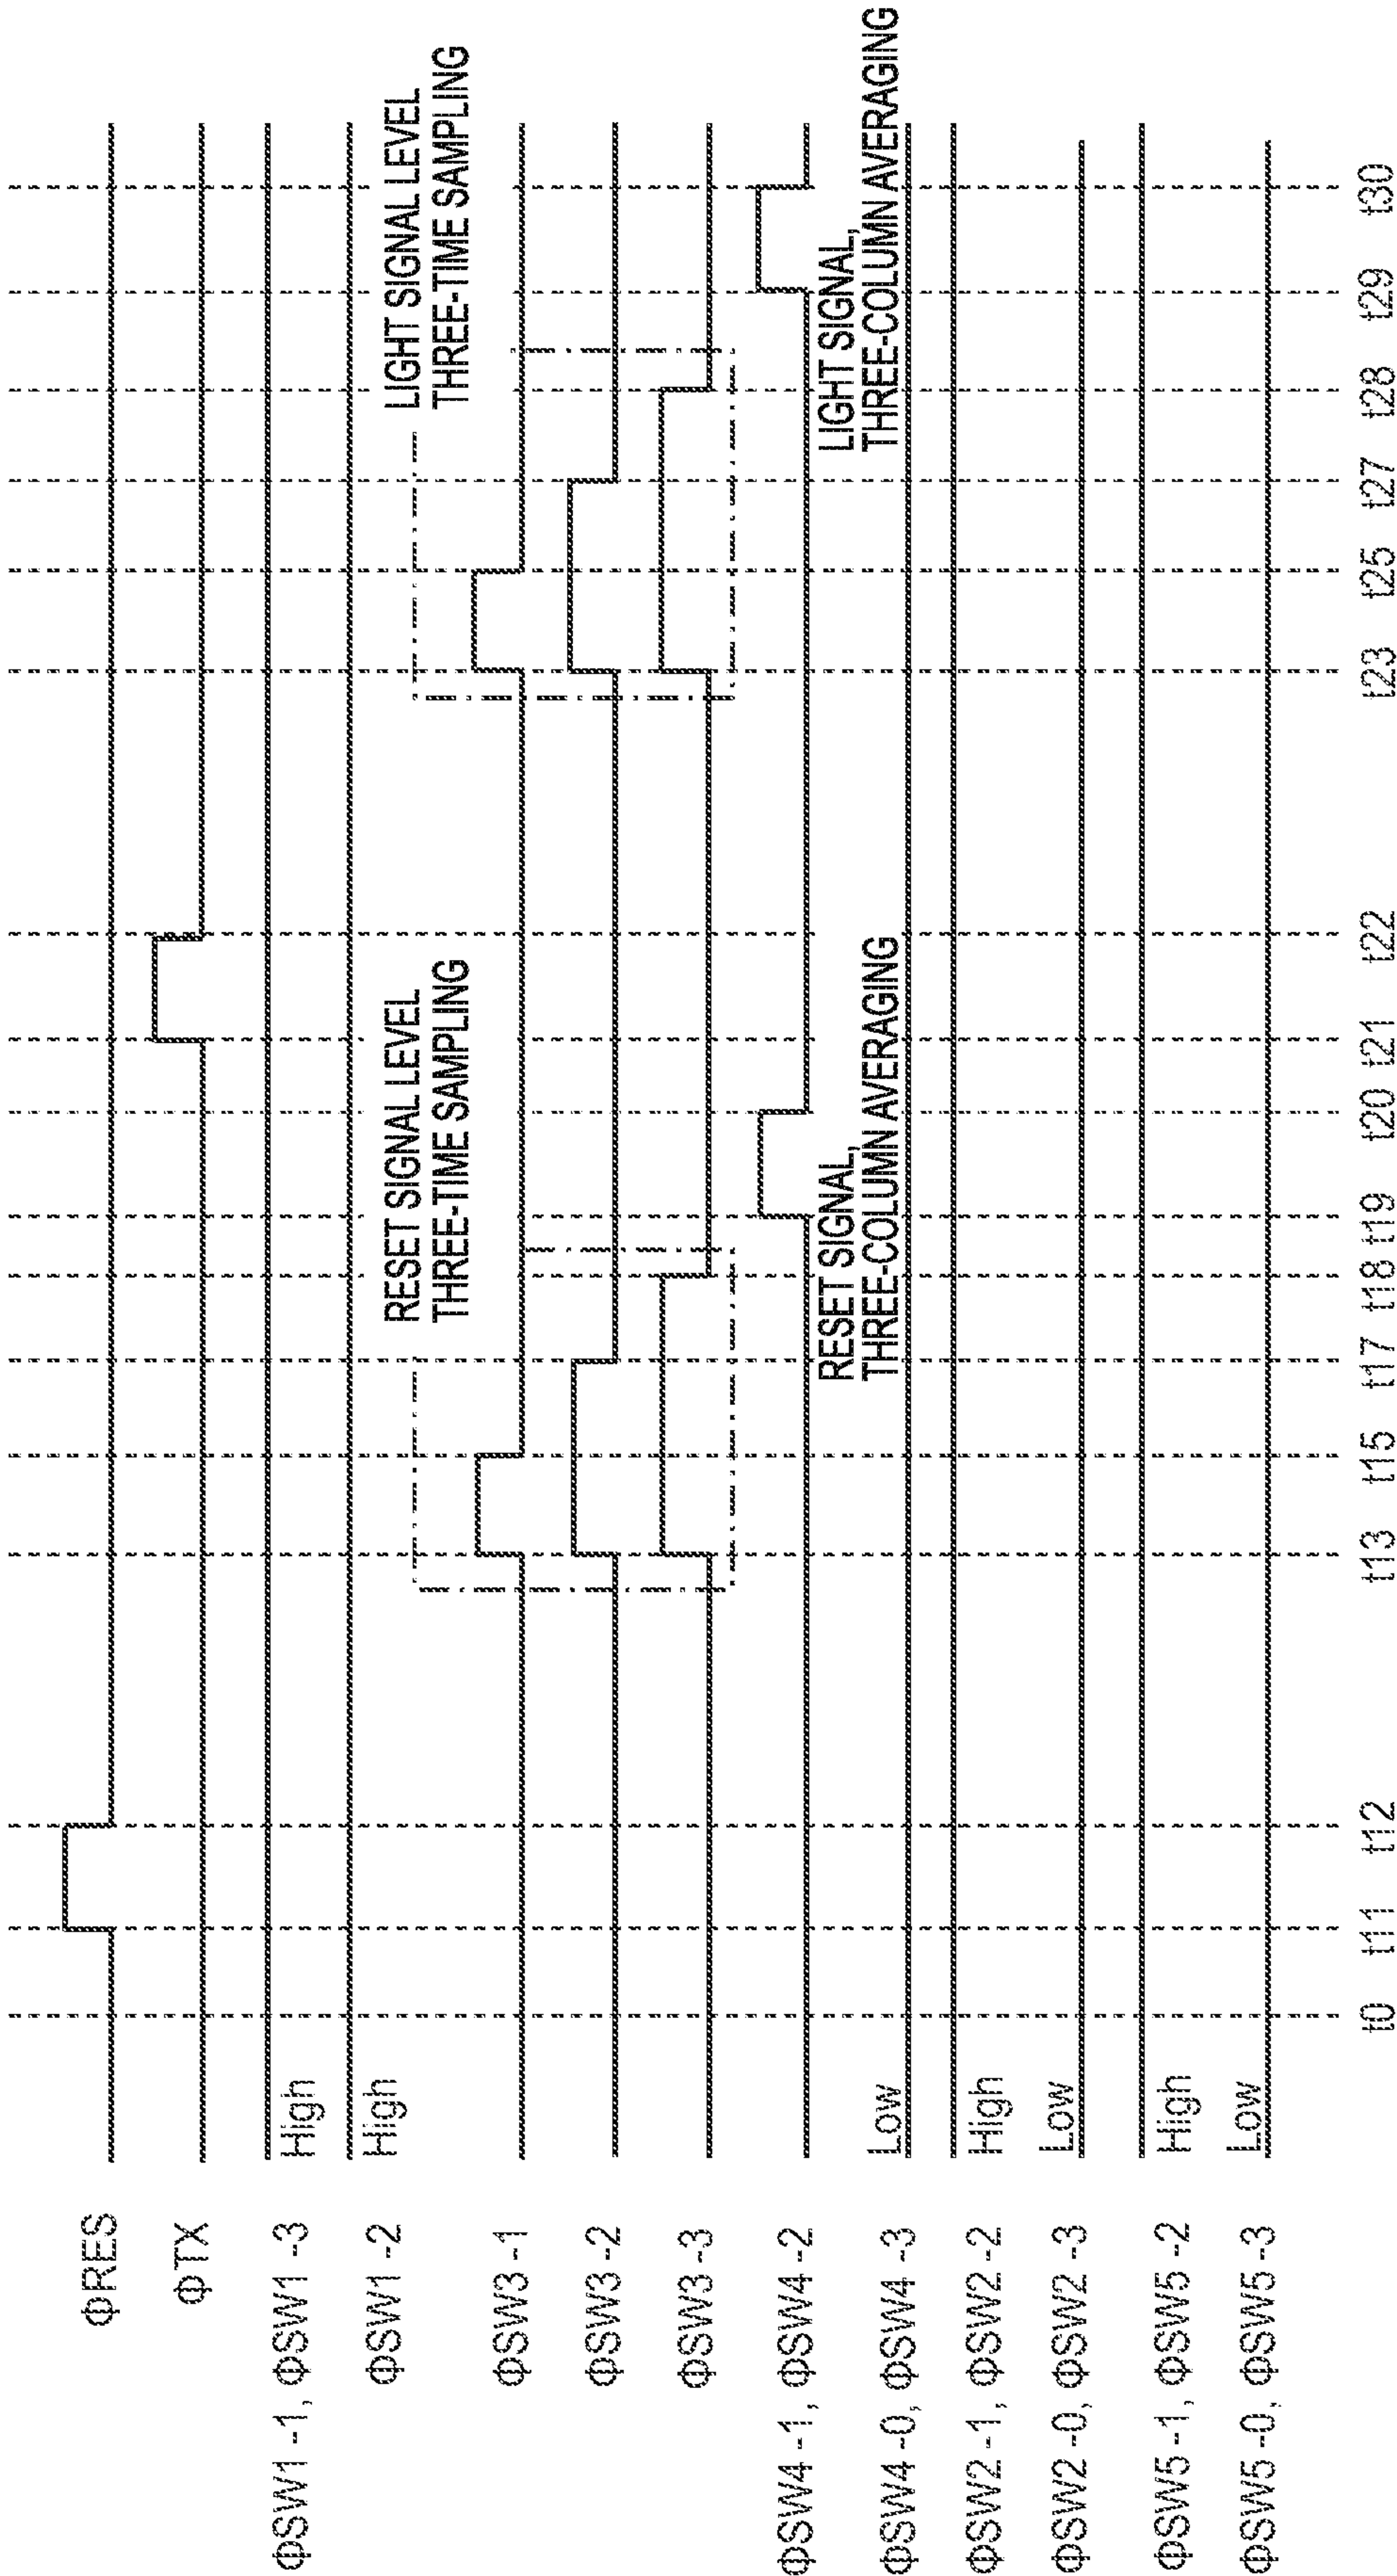 ΦRES
ΦTX
ΦSW1 -1, ΦSW1 -3 High
ΦSW1 -2 High
RESET SIGNAL LEVEL
THREE-TIME SAMPLING
LIGHT SIGNAL LEVEL
THREE-TIME SAMPLING
ΦSW3 -1
ΦSW3 -2
ΦSW3 -3
ΦSW4 -1, ΦSW4 -2
RESET SIGNAL,
THREE-COLUMN AVERAGING
LIGHT SIGNAL,
THREE-COLUMN AVERAGING
ΦSW4 -0, ΦSW4 -3 Low
ΦSW2 -1, ΦSW2 -2 High
ΦSW2 -0, ΦSW2 -3 Low
ΦSW5 -1, ΦSW5 -2 High
ΦSW5 -0, ΦSW5 -3 Low
t0 t11 t12 t13 t15 t17 t18 t19 t20 t21 t22 t23 t25 t27 t28 t29 t30